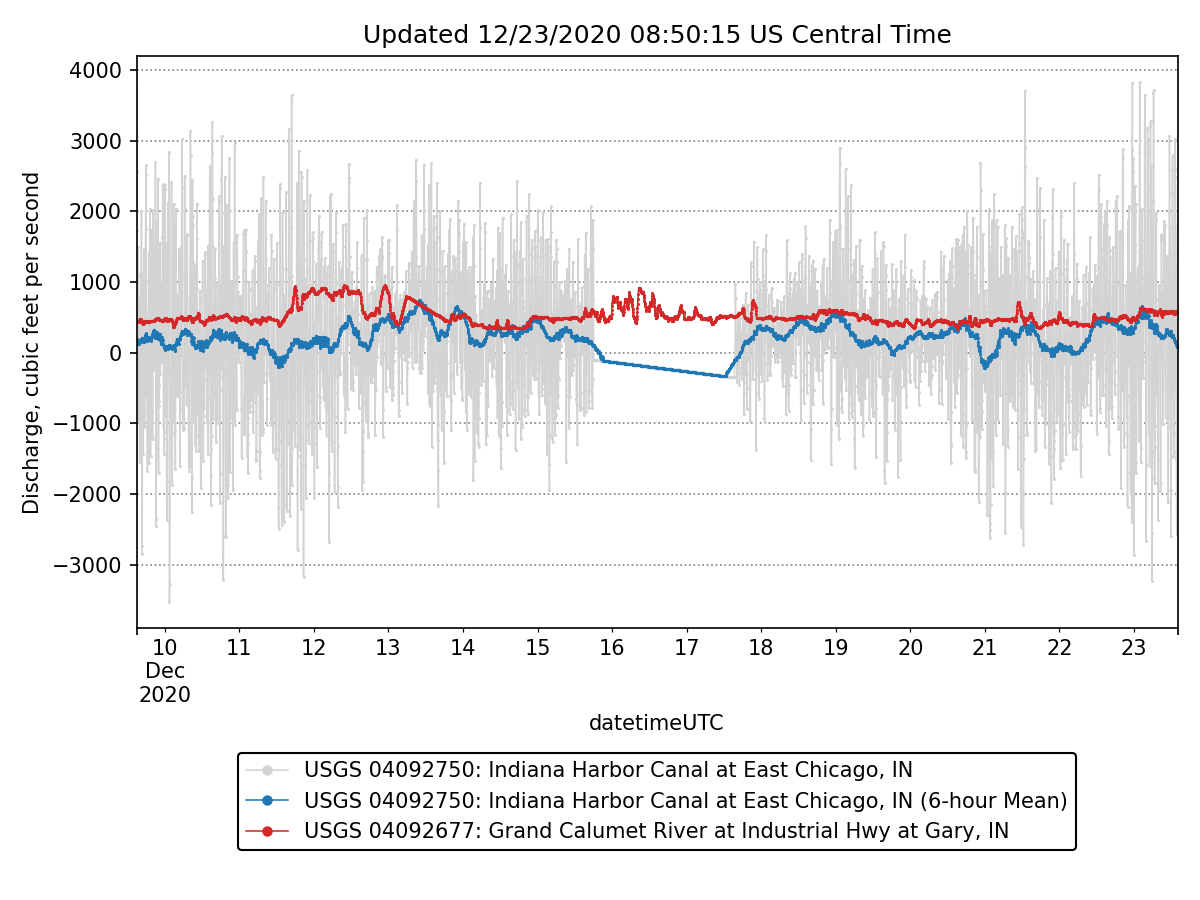 Updated 12/23/2020 08:50:15 US Central Time
4000
3000
2000
1000
0
−1000
−2000
−3000
Discharge, cubic feet per second
10 11 12 13 14 15 16 17 18 19 20 21 22 23
Dec
2020
datetimeUTC
USGS 04092750: Indiana Harbor Canal at East Chicago, IN
USGS 04092750: Indiana Harbor Canal at East Chicago, IN (6-hour Mean)
USGS 04092677: Grand Calumet River at Industrial Hwy at Gary, IN